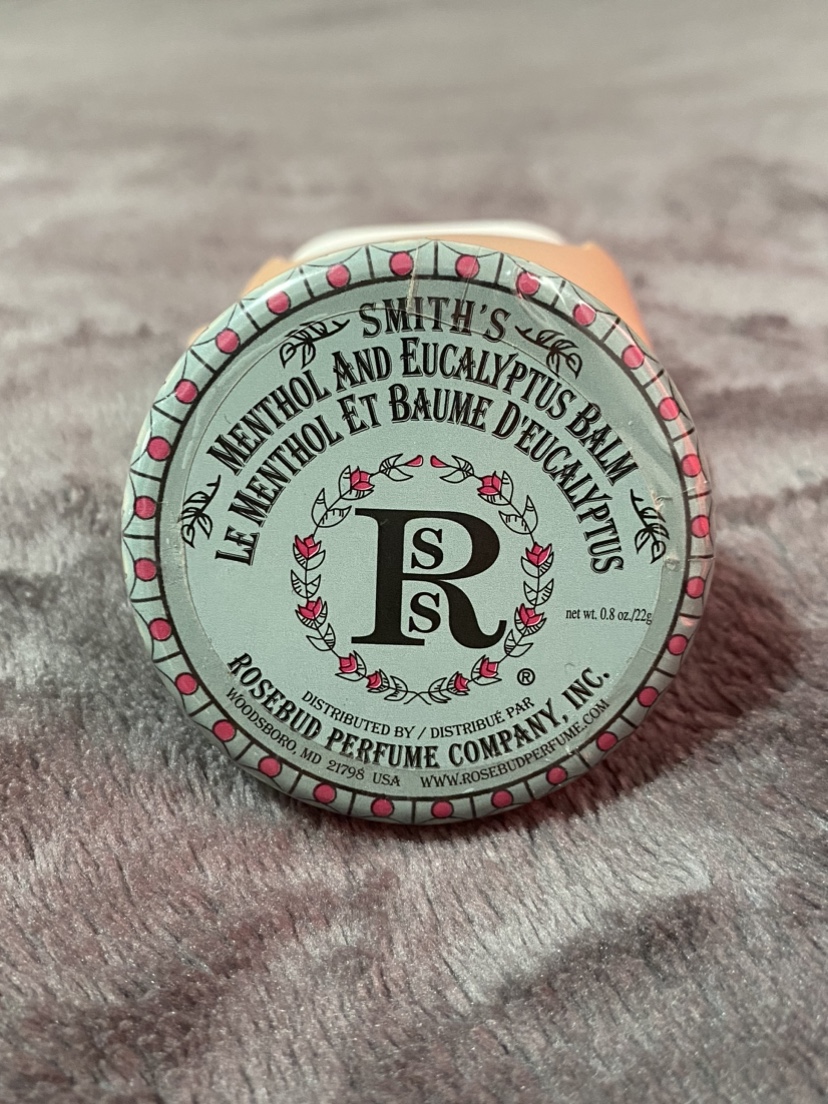 SMITH'S
MENTHOL AND EUCALYPTUS BALM
LE MENTHOL ET BAUME D'EUCALYPTUS
R
S
S
®
net wt. 0.8 oz./22g
DISTRIBUTED BY / DISTRIBUÉ PAR
ROSEBUD PERFUME COMPANY, INC.
WOODSBORO, MD 21798 USA WWW.ROSEBUDPERFUME.COM